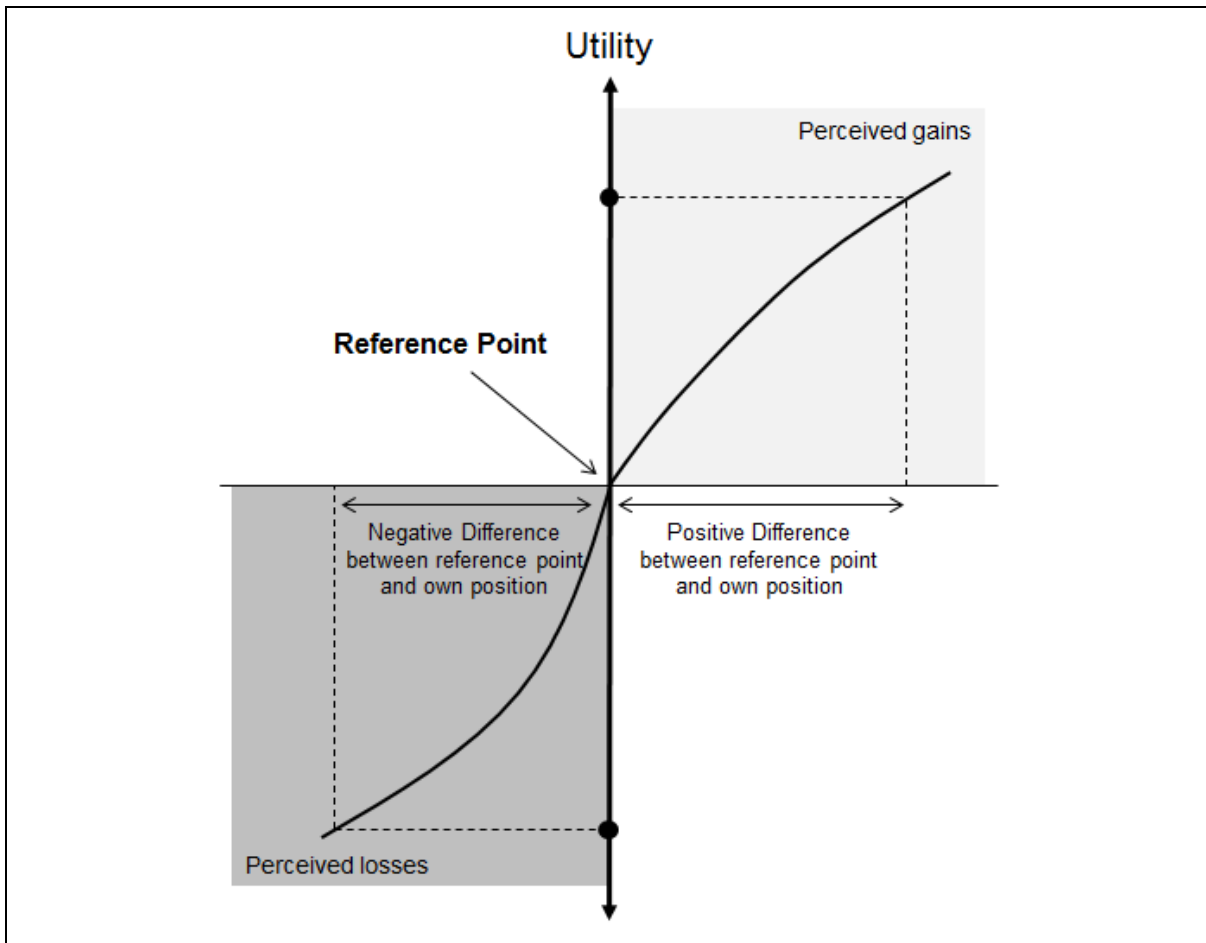 Utility
Perceived gains
Reference Point
Negative Difference
between reference point
and own position
Positive Difference
between reference point
and own position
Perceived losses